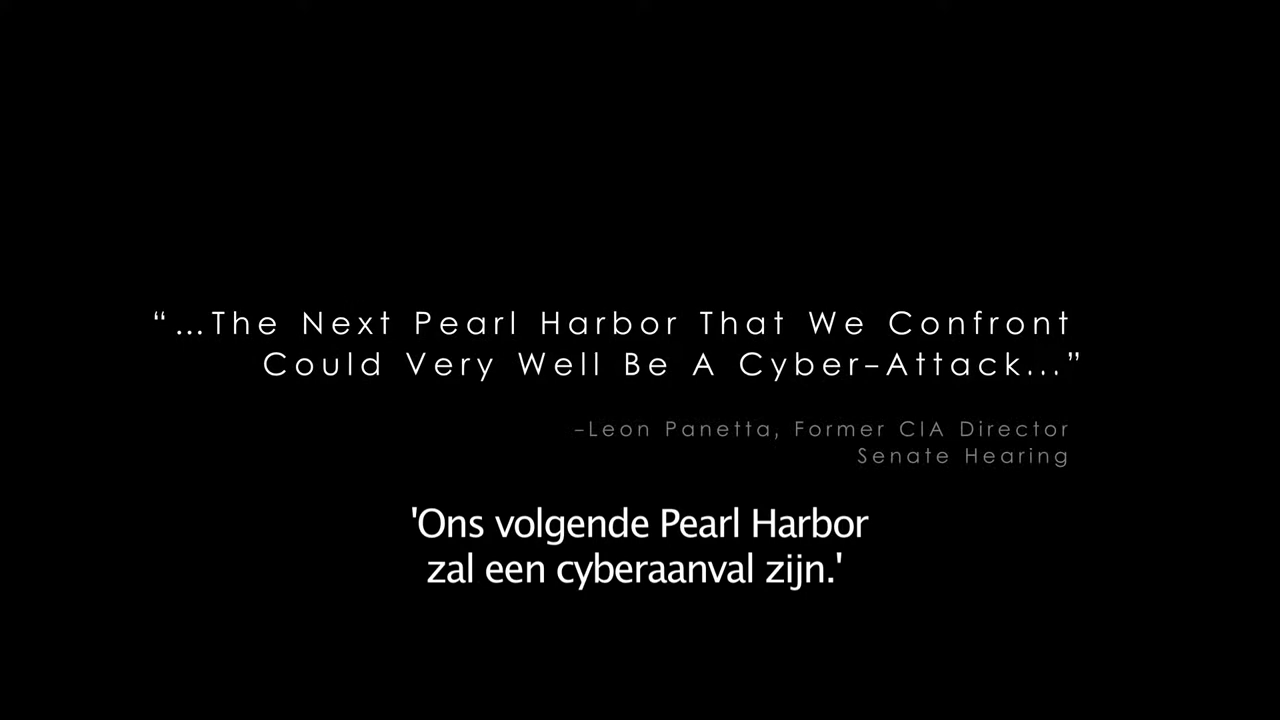 “...The Next Pearl Harbor That We Confront
Could Very Well Be A Cyber–Attack...”
–Leon Panetta, Former CIA Director
Senate Hearing
'Ons volgende Pearl Harbor
zal een cyberaanval zijn.'